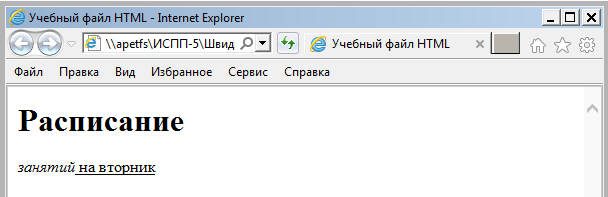 Учебный файл HTML - Internet Explorer
\\apetfs\ИСПП-5\Швид
Учебный файл HTML
Файл Правка Вид Избранное Сервис Справка
Расписание
занятий на вторник